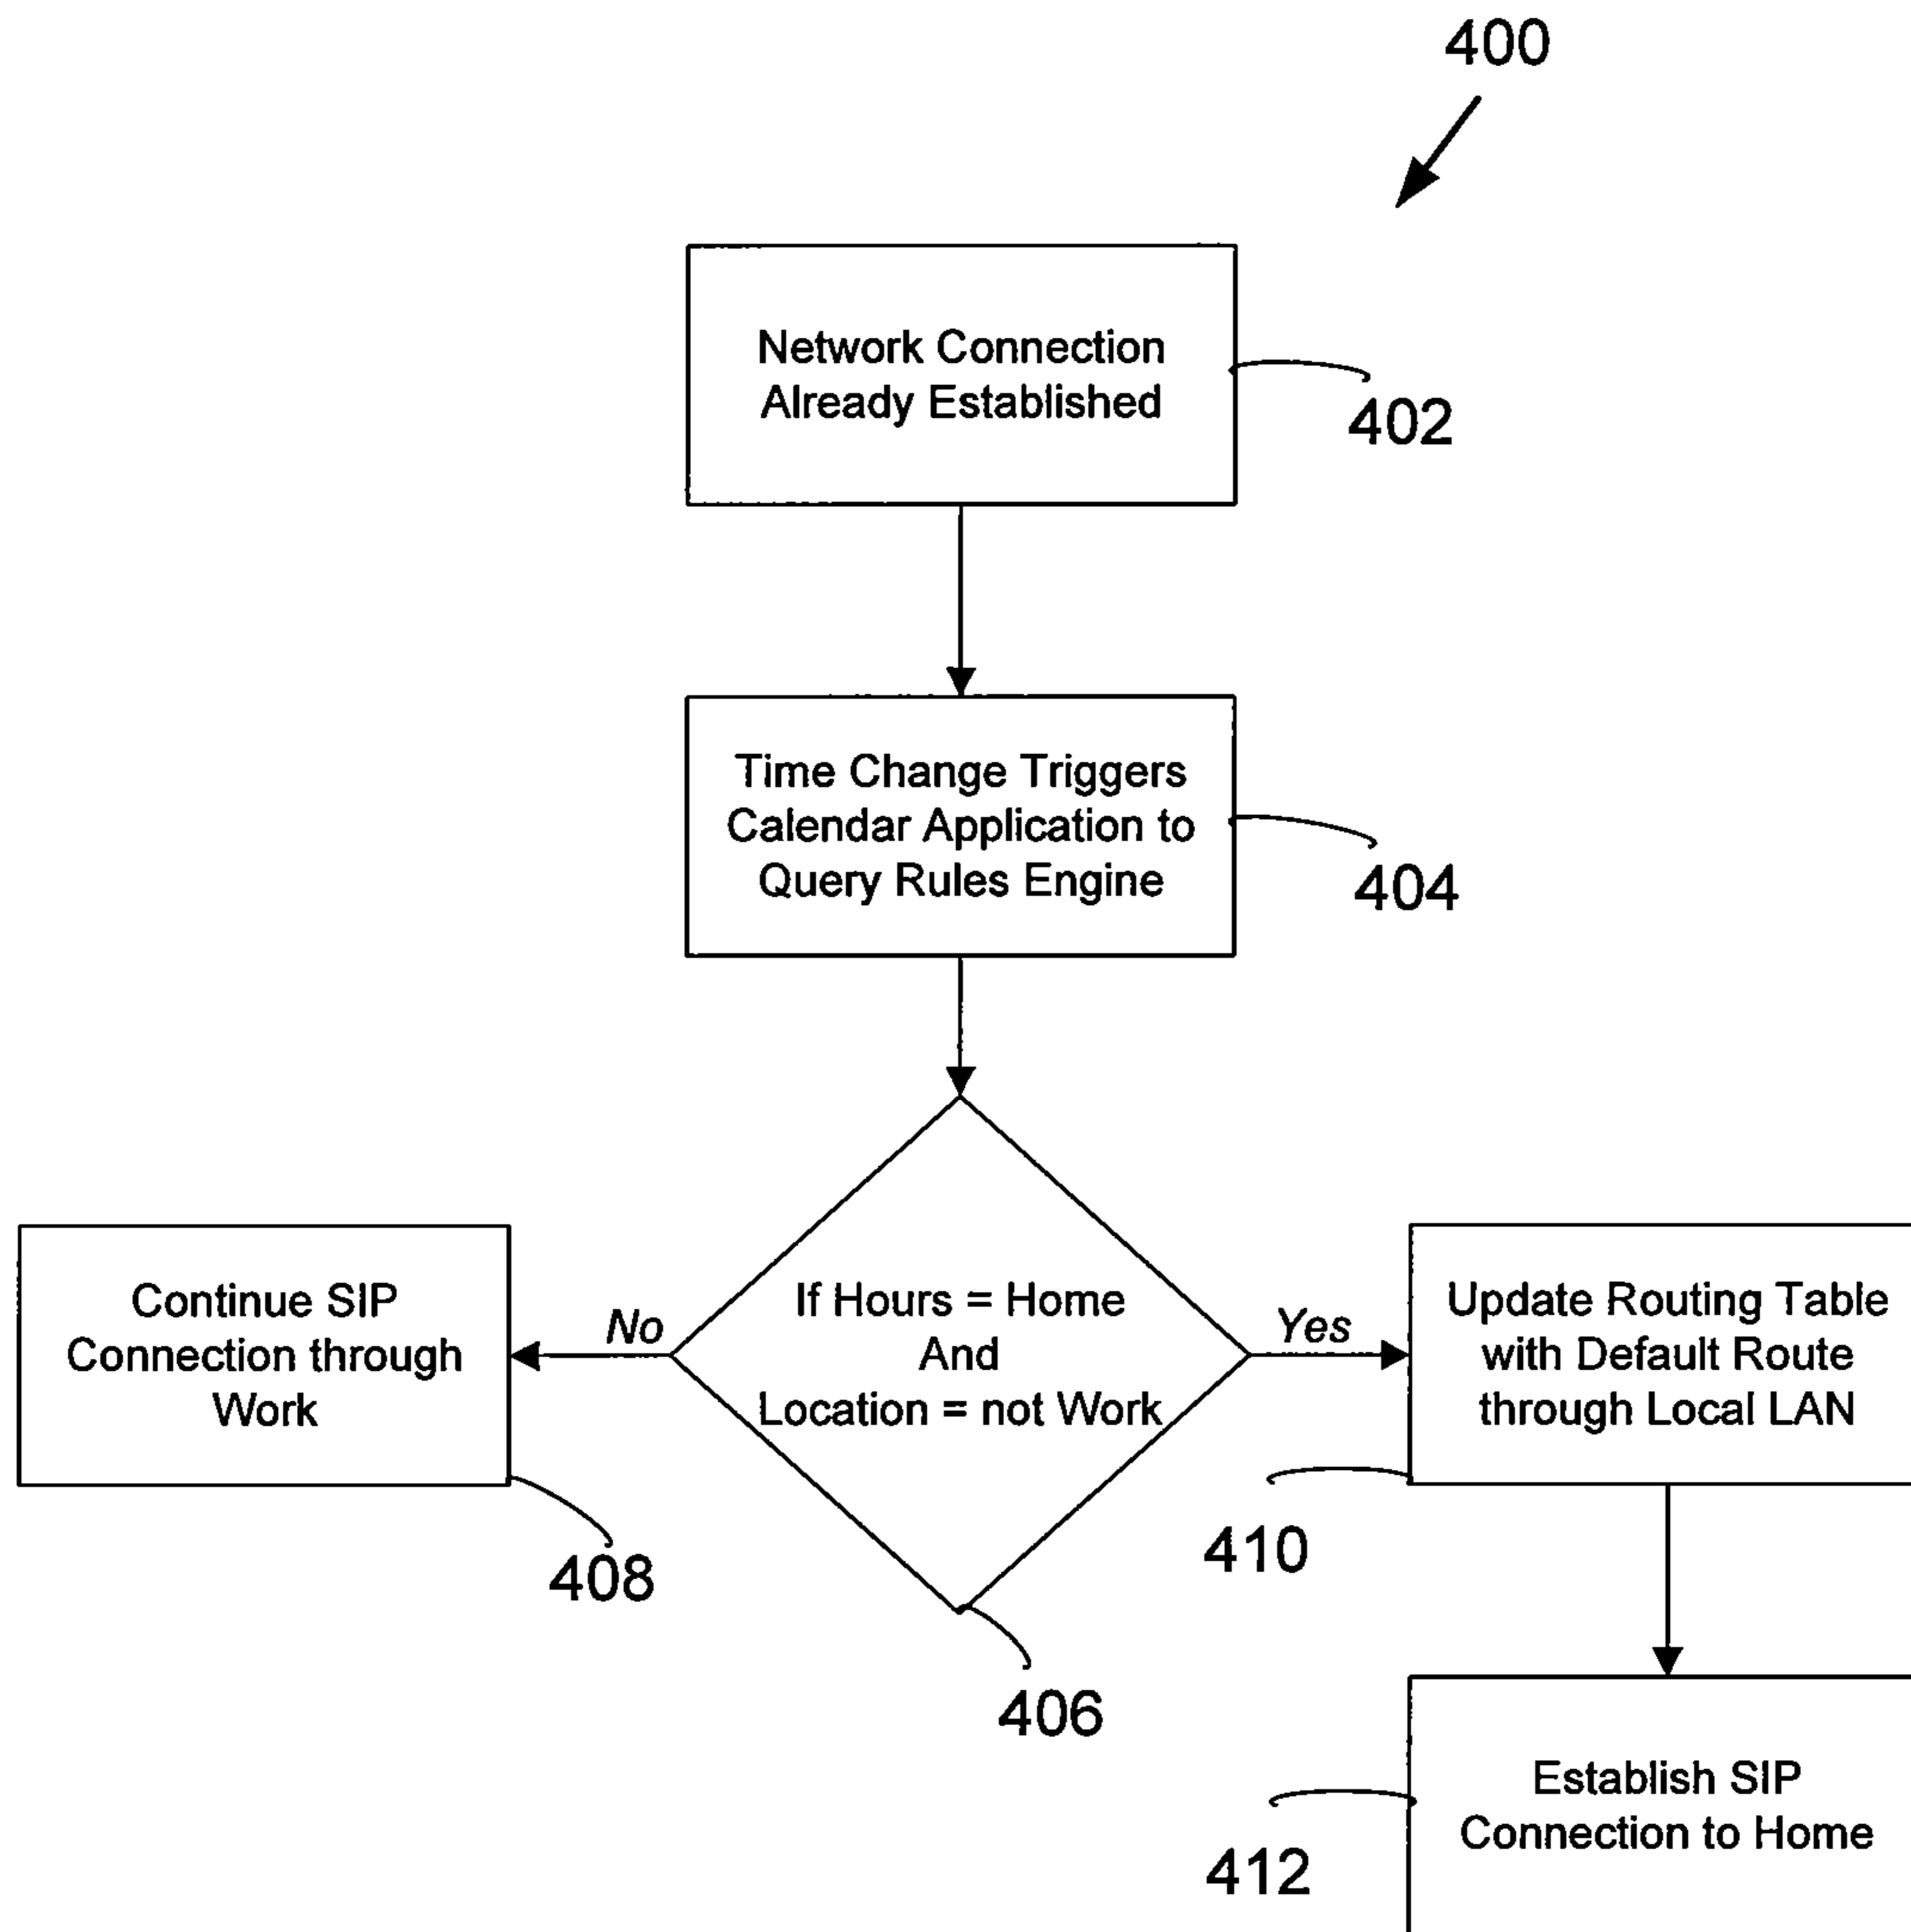 400
Network Connection
Already Established
402
Time Change Triggers
Calendar Application to
Query Rules Engine
404
If Hours = Home
And
Location = not Work
406
No
Continue SIP
Connection through
Work
408
Yes
Update Routing Table
with Default Route
through Local LAN
410
Establish SIP
Connection to Home
412